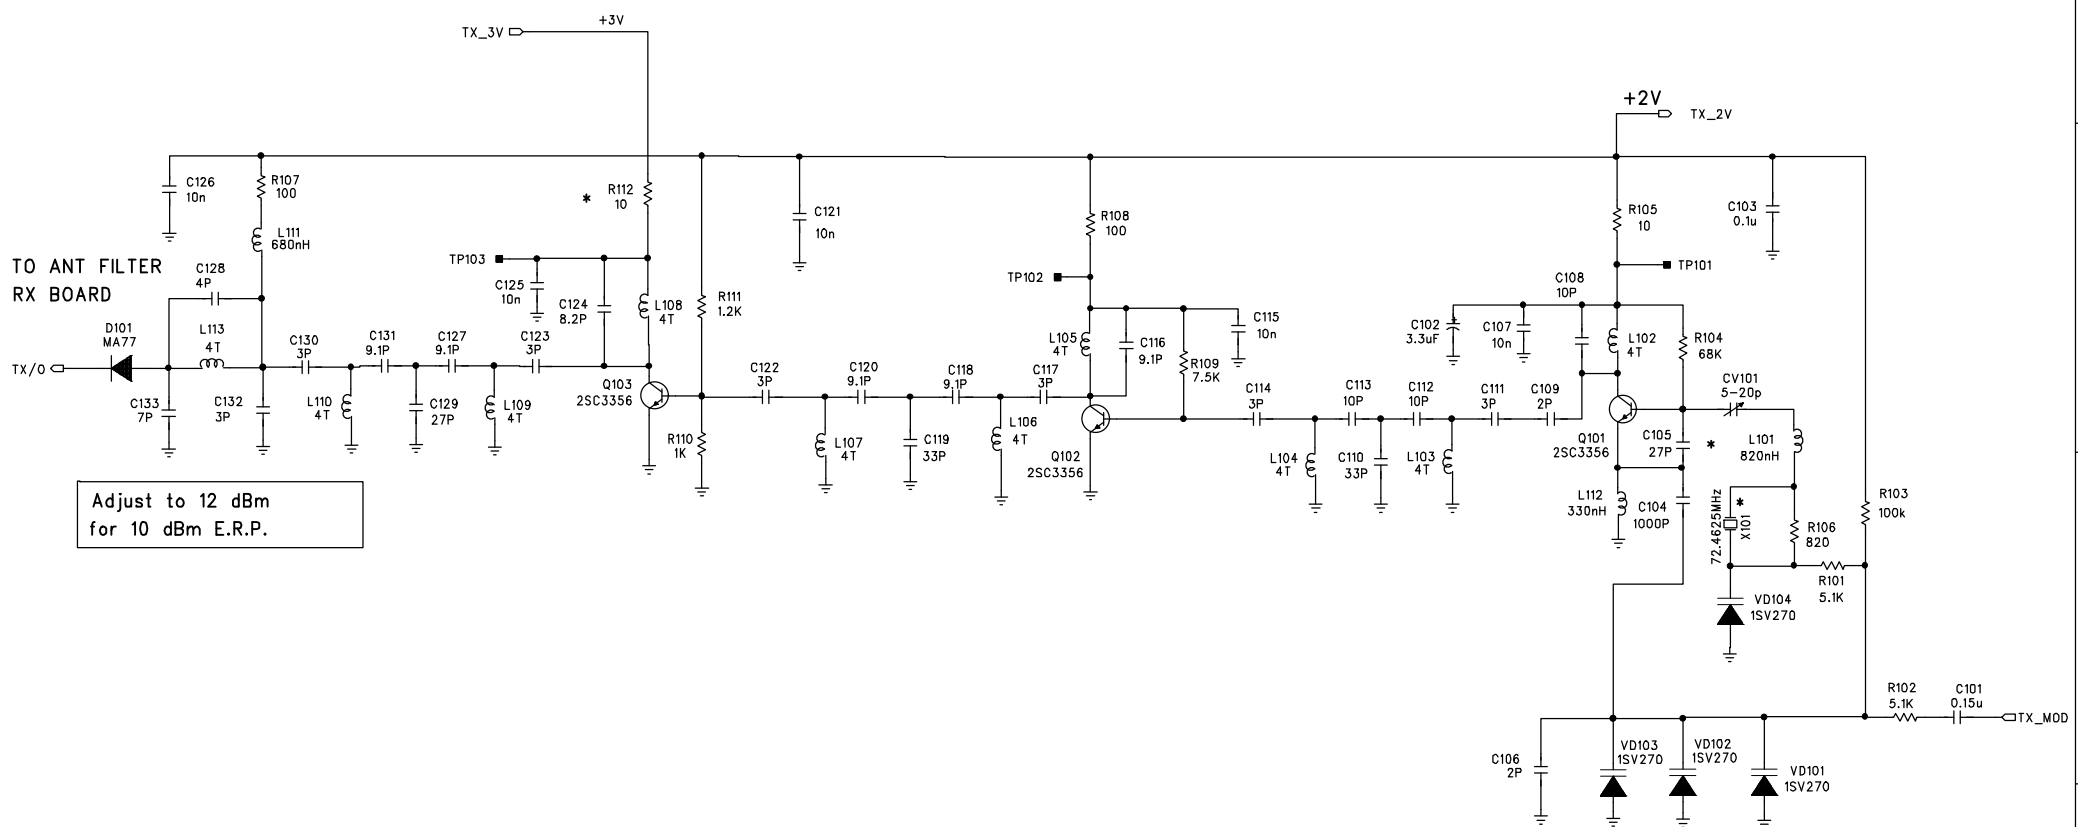 +3V
TX_3V
+2V
TX_2V
C126
10n
R107
100
L111
680nH
*
R112
10
C121
10n
R108
100
R105
10
C103
0.1u
TO ANT FILTER
RX BOARD
C128
4P
TP103
C125
10n
C124
8.2P
L108
4T
R111
1.2K
TP102
TP101
C108
10P
D101
MA77
L113
4T
C130
3P
C131
9.1P
C127
9.1P
C123
3P
L105
4T
C116
9.1P
C115
10n
R109
7.5K
C102
+
3.3uF
C107
10n
L102
4T
R104
68K
TX/O
C133
7P
C132
3P
L110
4T
C129
27P
L109
4T
Q103
2SC3356
C122
3P
C120
9.1P
C118
9.1P
C117
3P
C114
3P
C113
10P
C112
10P
C111
3P
C109
2P
CV101
5-20p
R110
1K
L107
4T
C119
33P
L106
4T
Q102
2SC3356
L104
4T
C110
33P
L103
4T
Q101
2SC3356
C105
27P
*
L101
820nH
Adjust to 12 dBm
for 10 dBm E.R.P.
L112
330nH
C104
1000P
72.4625MHz
X101
*
R106
820
R103
100k
R101
5.1K
VD104
1SV270
R102
5.1K
C101
0.15u
TX_MOD
C106
2P
VD103
1SV270
VD102
1SV270
VD101
1SV270